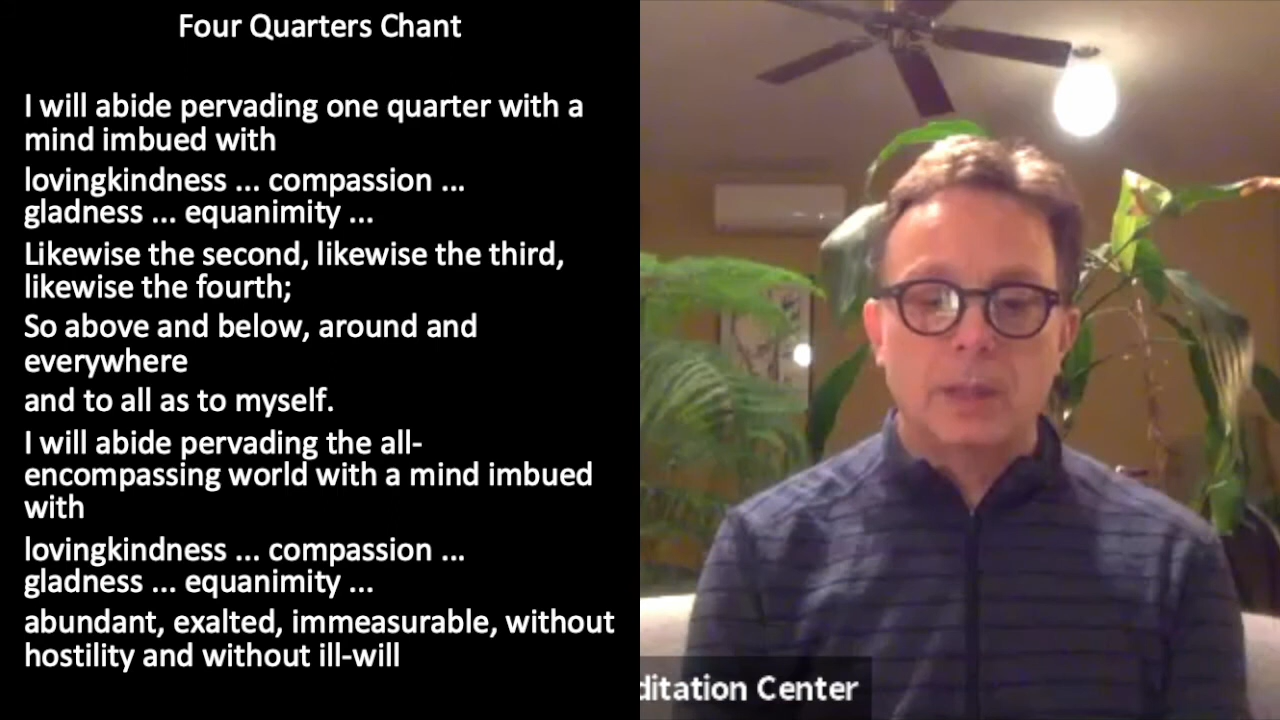 Four Quarters Chant
I will abide pervading one quarter with a
mind imbued with
lovingkindness ... compassion ...
gladness ... equanimity ...
Likewise the second, likewise the third,
likewise the fourth;
So above and below, around and
everywhere
and to all as to myself.
I will abide pervading the all-
encompassing world with a mind imbued
with
lovingkindness ... compassion ...
gladness ... equanimity ...
abundant, exalted, immeasurable, without
hostility and without ill-will
ditation Center